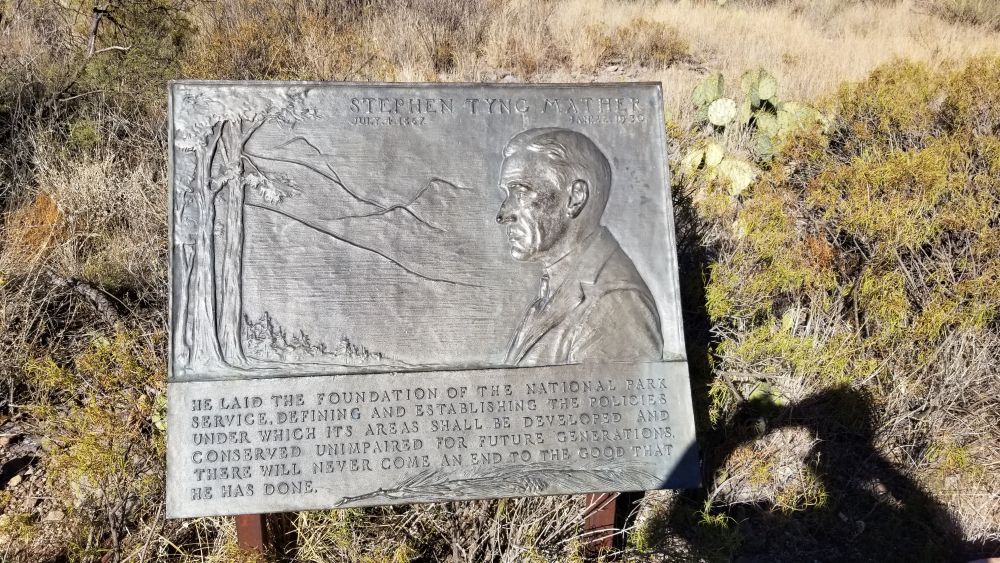 STEPHEN TYNG MATHER
JULY 4, 1867 JAN. 22, 1930
HE LAID THE FOUNDATION OF THE NATIONAL PARK
SERVICE, DEFINING AND ESTABLISHING THE POLICIES
UNDER WHICH ITS AREAS SHALL BE DEVELOPED AND
CONSERVED UNIMPAIRED FOR FUTURE GENERATIONS.
THERE WILL NEVER COME AN END TO THE GOOD THAT
HE HAS DONE.